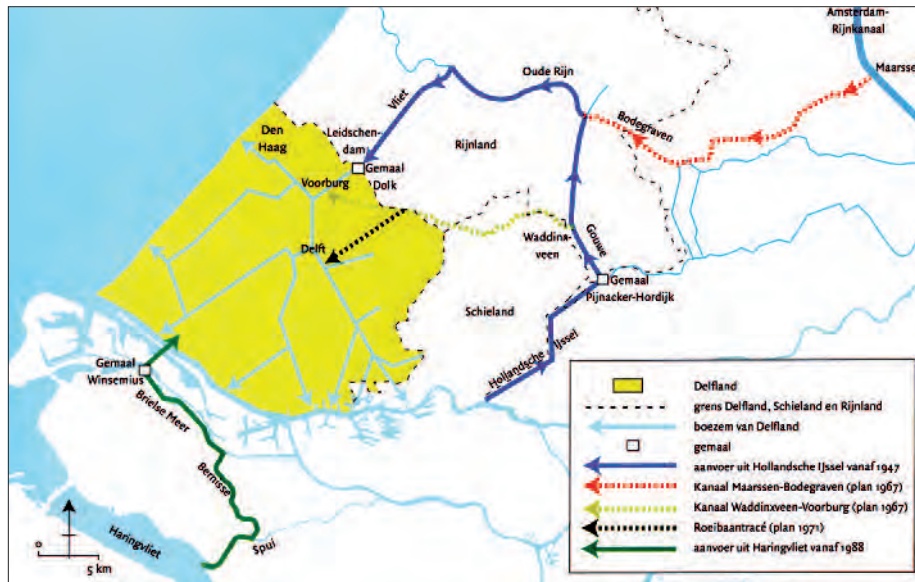 Amsterdam-
Rijnkanaal
Maarsse
Oude Rijn
Vliet
Bodegraven
Den
Haag
Leidschen-
dam
Rijnland
Gemaal
Dolk
Voorburg
Delft
Waddinx-
veen
Gouwe
Gemaal
Pijnacker-Hordijk
Schieland
Hollandsche IJssel
Gemaal
Winsemius
Brielse Meer
Bernisse
Spui
Haringvliet
0
5 km
Delfland
grens Delfland, Schieland en Rijnland
boezem van Delfland
gemaal
aanvoer uit Hollandsche IJssel vanaf 1947
Kanaal Maarssen-Bodegraven (plan 1967)
Kanaal Waddinxveen-Voorburg (plan 1967)
Roeibaantracé (plan 1971)
aanvoer uit Haringvliet vanaf 1988